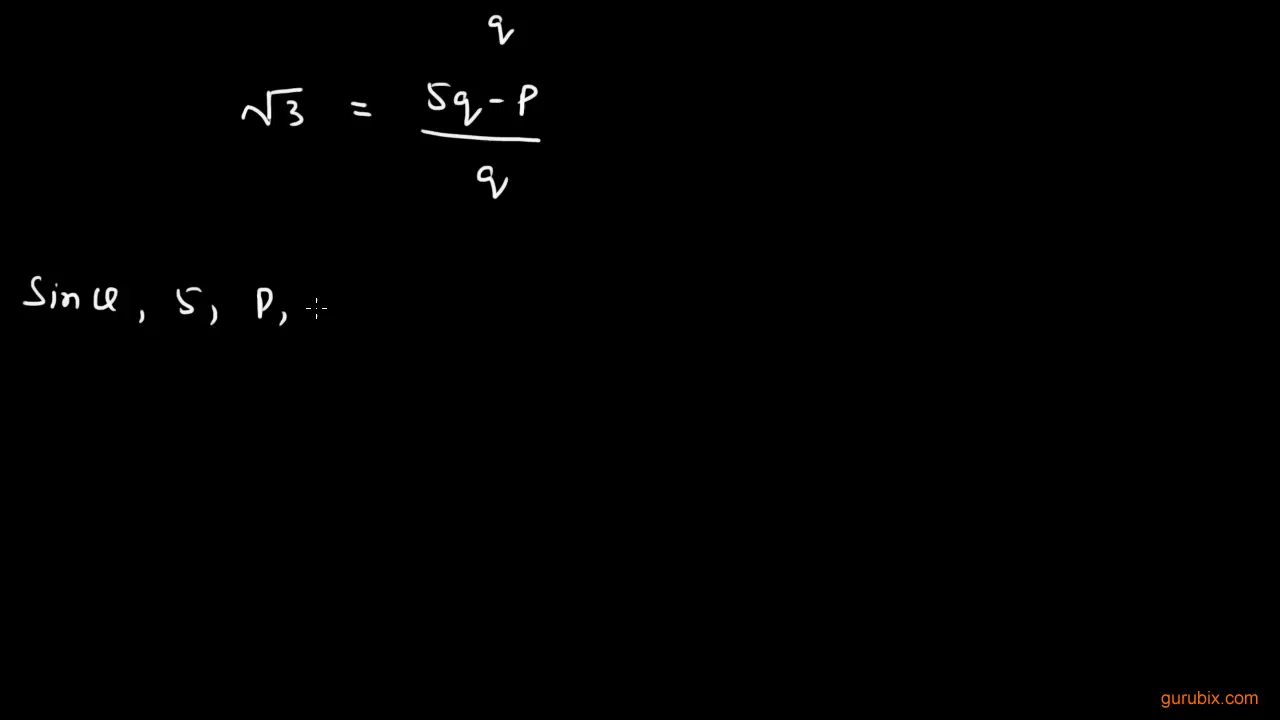 q
√3 = (5q - p)/q
Since, 5, p,
gurubix.com